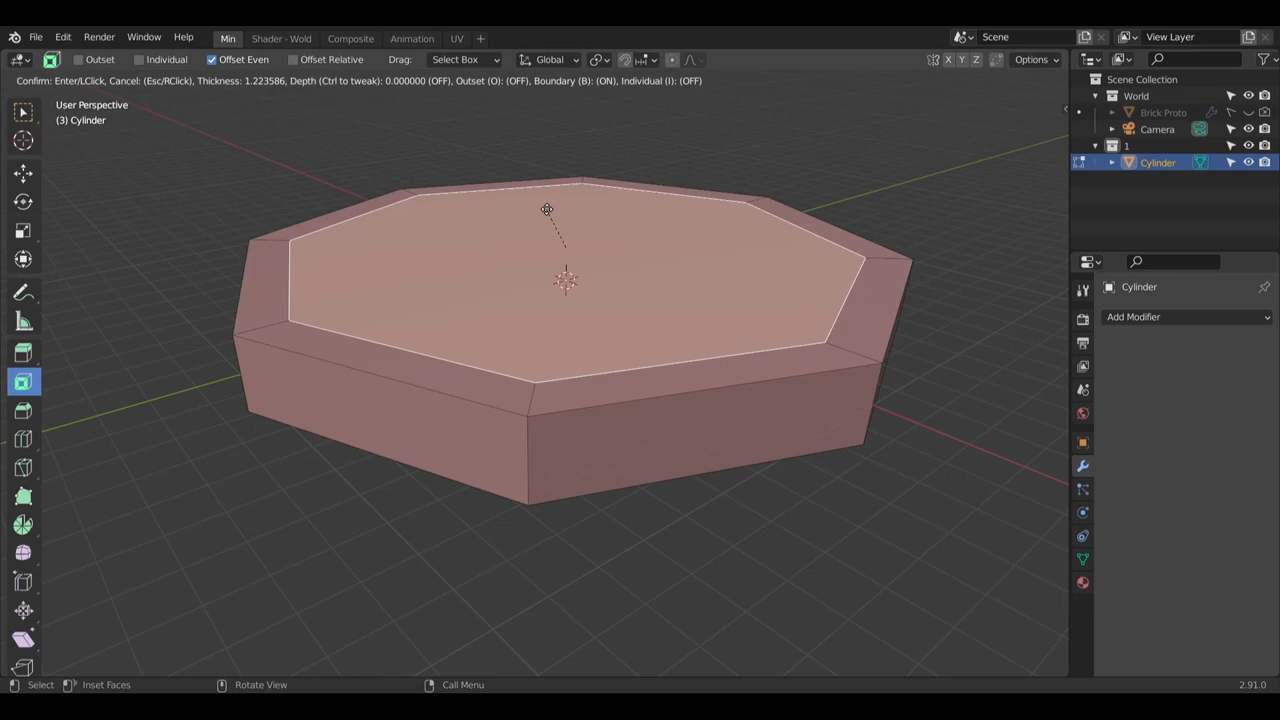 File Edit Render Window Help Min Shader - Wold Composite Animation UV + Scene View Layer
Outset Individual Offset Even Offset Relative Drag: Select Box Global X Y Z Options
Confirm: Enter/LClick, Cancel: (Esc/RClick), Thickness: 1.223586, Depth (Ctrl to tweak): 0.000000 (OFF), Outset (O): (OFF), Boundary (B): (ON), Individual (I): (OFF)
User Perspective
(3) Cylinder
Scene Collection
World
Brick Proto
Camera
1
Cylinder
Cylinder
Add Modifier
Select Inset Faces Rotate View Call Menu 2.91.0